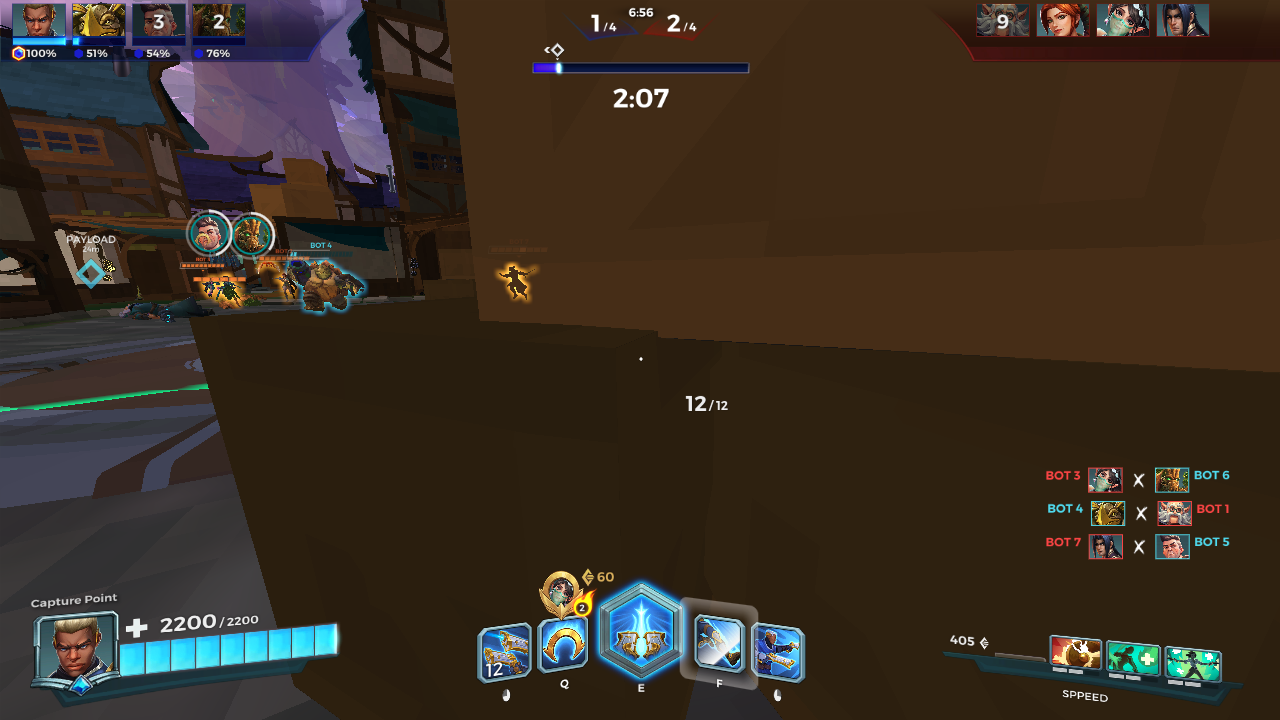 3
2
100%
51%
54%
76%
1/4
6:56
2/4
9
2:07
PAYLOAD
24m
BOT 4
12/12
BOT 3
BOT 6
BOT 4
BOT 1
BOT 7
BOT 5
Capture Point
2200/2200
60
2
12
Q
E
F
405
SPPEED